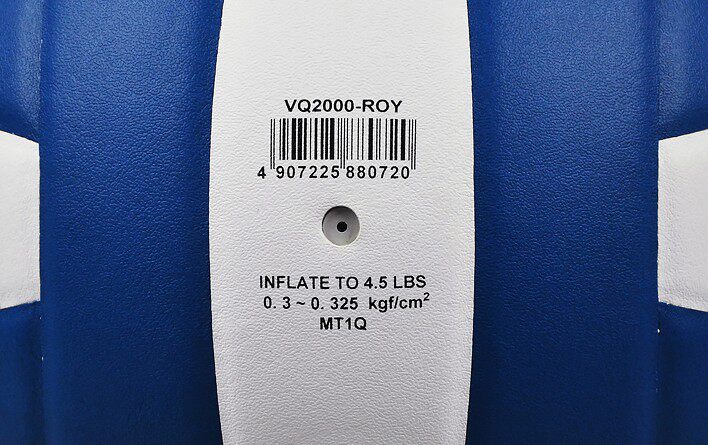 VQ2000-ROY
4 907225 880720
INFLATE TO 4.5 LBS
0.3~0.325 kgf/cm²
MT1Q